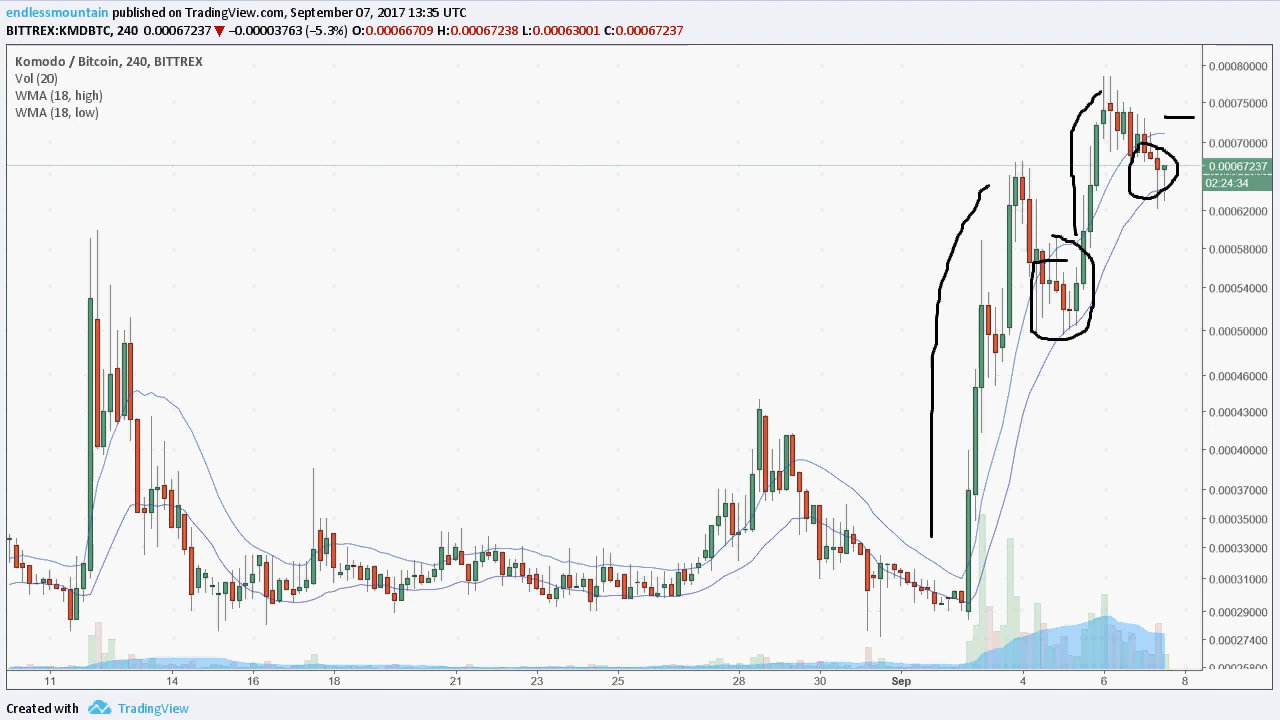 endlessmountain published on TradingView.com, September 07, 2017 13:35 UTC
BITTREX:KMDBTC, 240 0.00067237 ▼ −0.00003763 (−5.3%) O:0.00066709 H:0.00067238 L:0.00063001 C:0.00067237
Komodo / Bitcoin, 240, BITTREX
Vol (20)
WMA (18, high)
WMA (18, low)
0.00080000
0.00075000
0.00070000
0.00067237
02:24:34
0.00062000
0.00058000
0.00054000
0.00050000
0.00046000
0.00043000
0.00040000
0.00037000
0.00035000
0.00033000
0.00031000
0.00029000
0.00027400
0.00025800
11 14 16 18 21 23 25 28 30 Sep 4 6 8
Created with TradingView